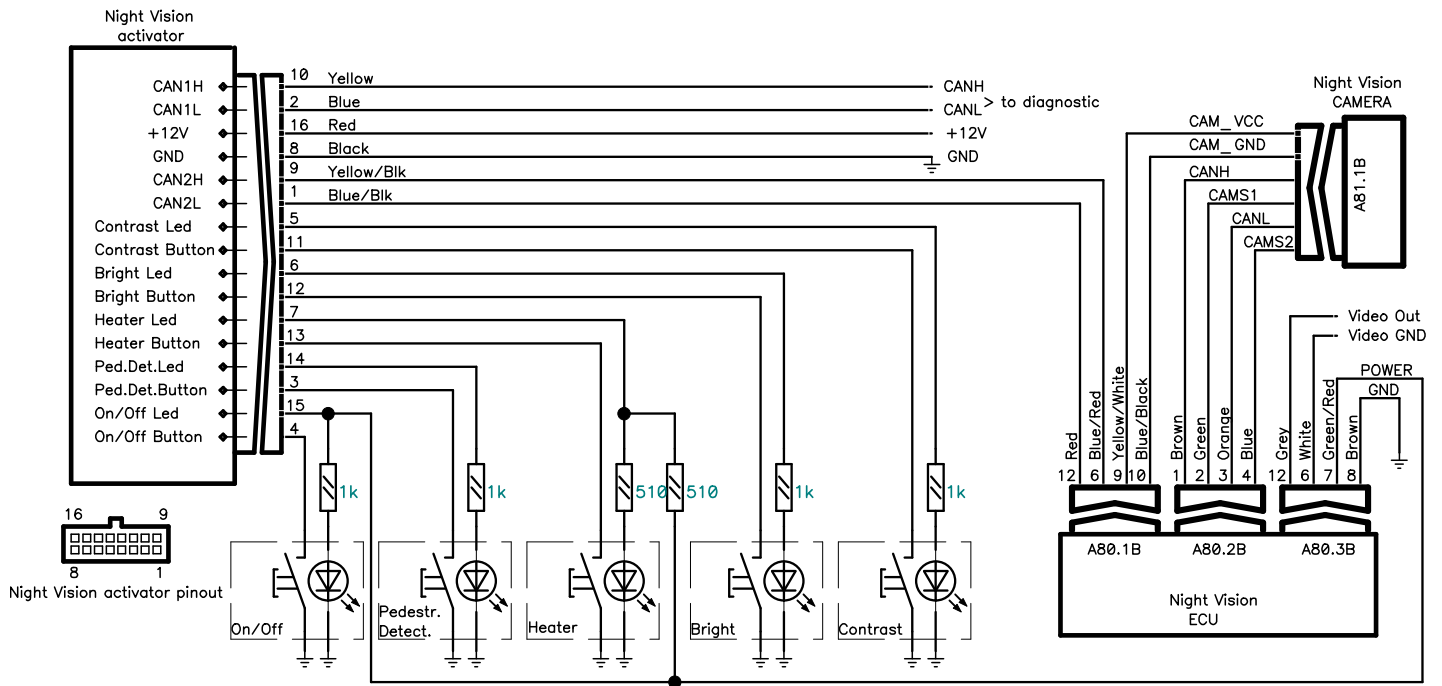 Night Vision
activator
CAN1H 10 Yellow CANH
CAN1L 2 Blue CANL > to diagnostic
+12V 16 Red +12V
GND 8 Black GND
CAN2H 9 Yellow/Blk
CAN2L 1 Blue/Blk
Contrast Led 5
Contrast Button 11
Bright Led 6
Bright Button 12
Heater Led 7
Heater Button 13
Ped.Det.Led 14
Ped.Det.Button 3
On/Off Led 15
On/Off Button 4
16 9
8 1
Night Vision activator pinout
1k
1k
510
510
1k
1k
On/Off
Pedestr.
Detect.
Heater
Bright
Contrast
Night Vision
CAMERA
CAM_VCC
CAM_GND
CANH
CAMS1
CANL
CAMS2
A81.1B
Video Out
Video GND
POWER
GND
Red
Blue/Red
Yellow/White
Blue/Black
Brown
Green
Orange
Blue
Grey
White
Green/Red
Brown
12 6 9 10 1 2 3 4 12 6 7 8
A80.1B A80.2B A80.3B
Night Vision
ECU